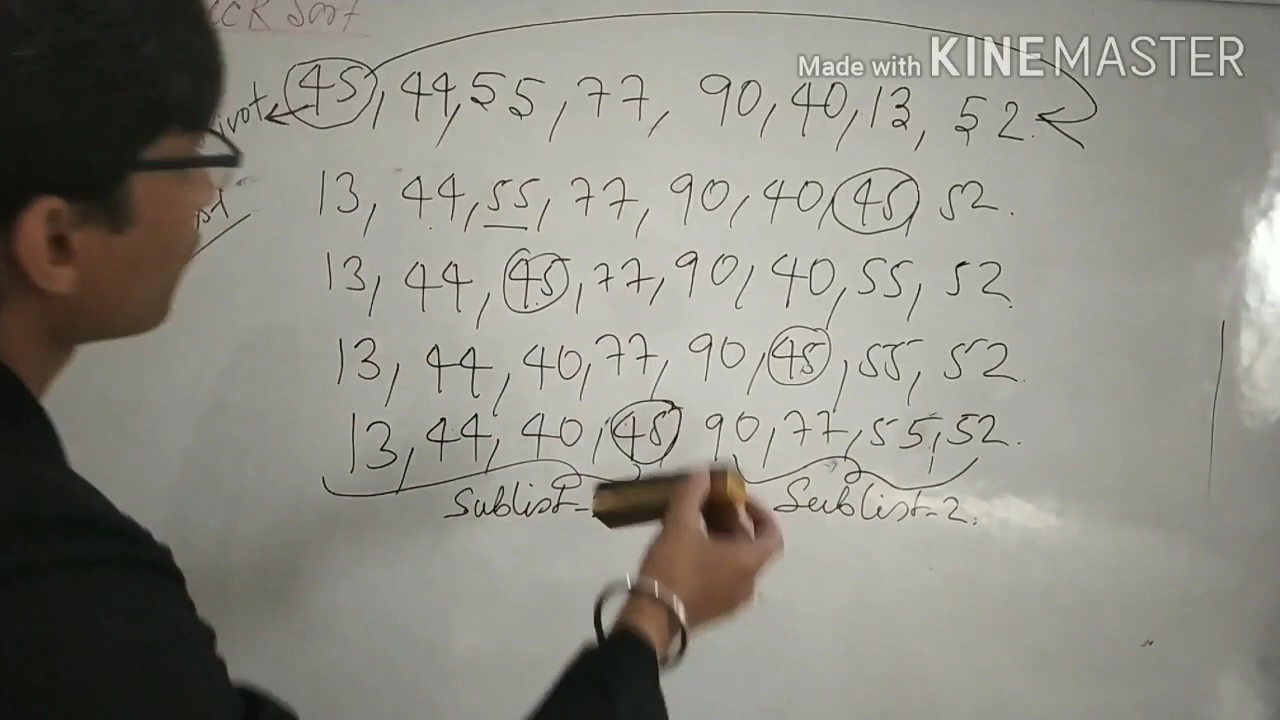 Made with KINEMASTER
45, 44, 55, 77, 90, 40, 13, 52.
13, 44, 55, 77, 90, 40, 45, 52.
13, 44, 45, 77, 90, 40, 55, 52.
13, 44, 40, 77, 90, 45, 55, 52.
13, 44, 40, 45, 90, 77, 55, 52.
Sublist- Sublist-2.